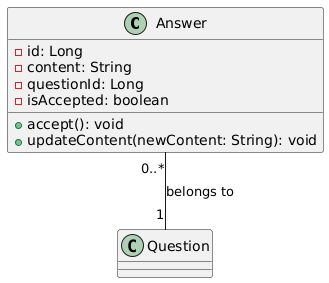 C Answer
id: Long
content: String
questionId: Long
isAccepted: boolean
accept(): void
updateContent(newContent: String): void
0..*
belongs to
1
C Question